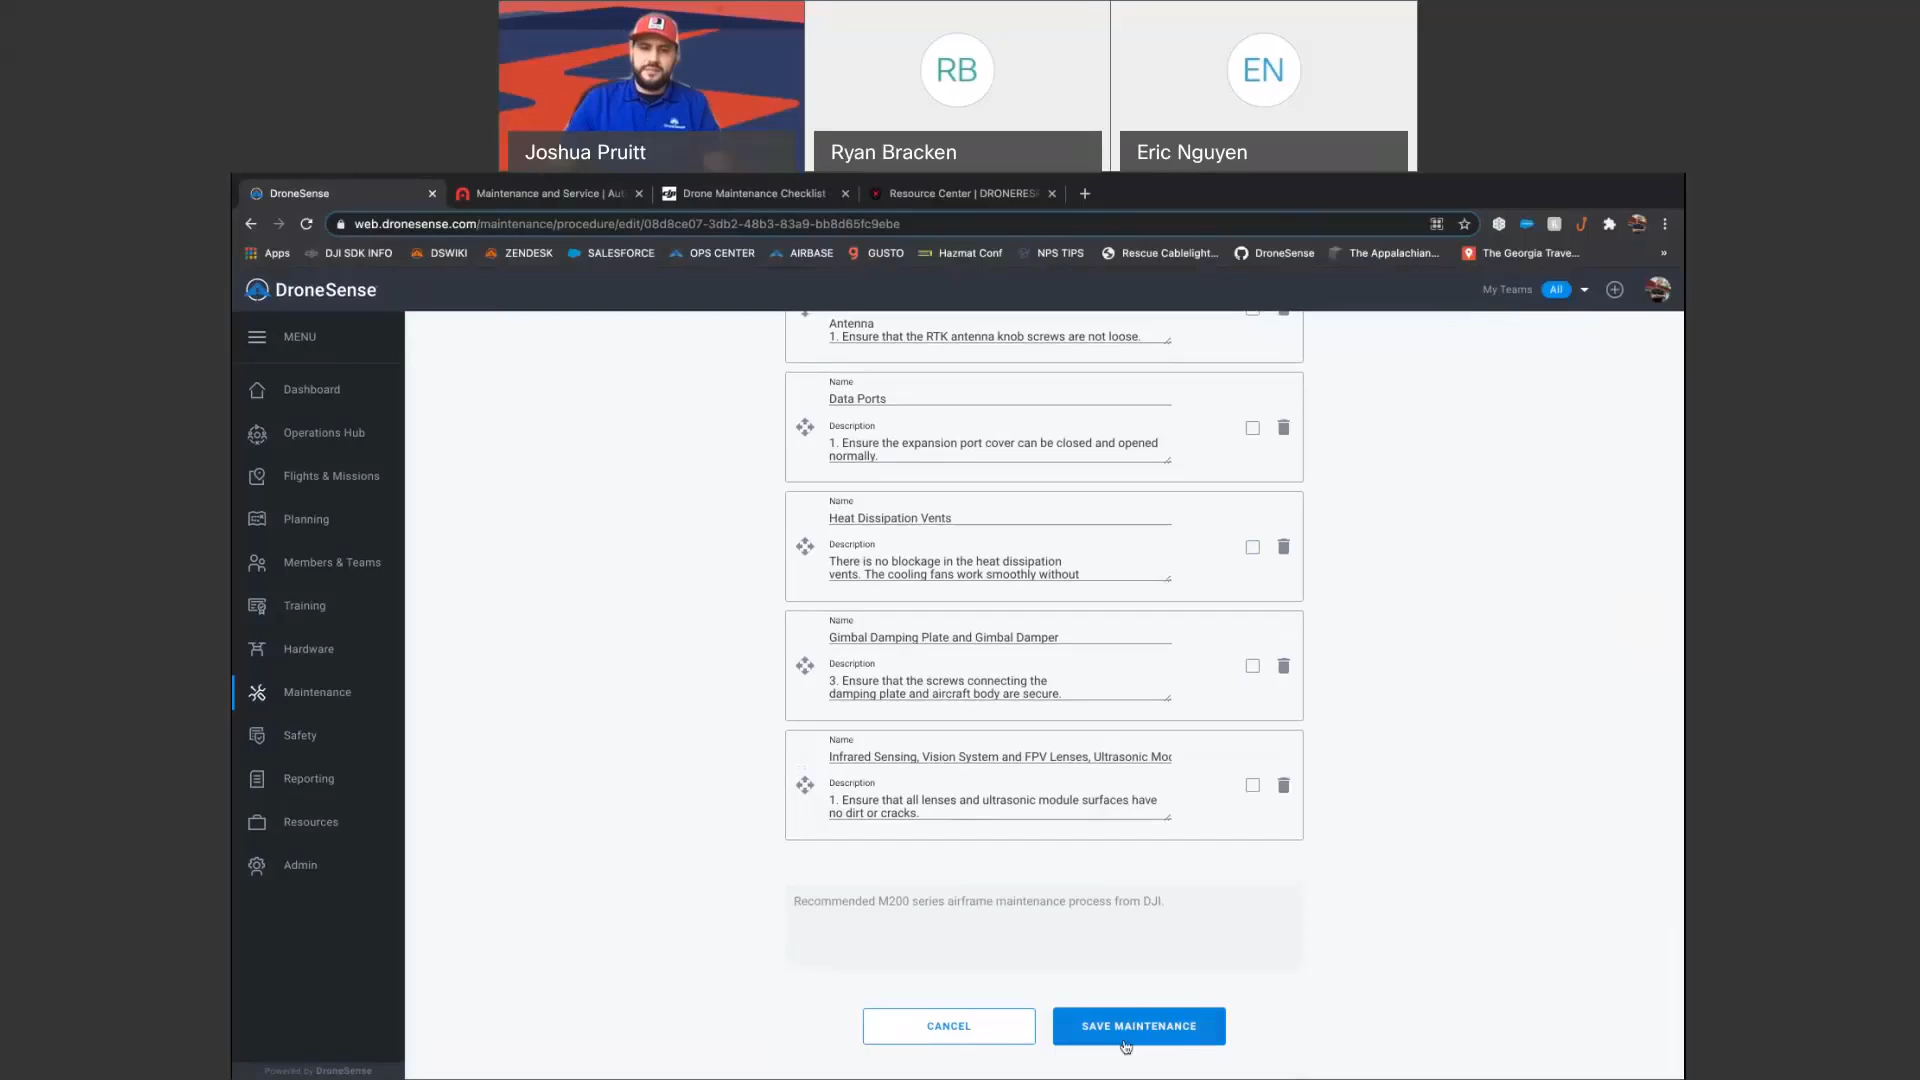 RB
EN
Joshua Pruitt
Ryan Bracken
Eric Nguyen
DroneSense
Maintenance and Service | Aut
Drone Maintenance Checklist
Resource Center | DRONERES
web.dronesense.com/maintenance/procedure/edit/08d8ce07-3db2-48b3-83a9-bb8d65fc9ebe
Apps
DJI SDK INFO
DSWIKI
ZENDESK
SALESFORCE
OPS CENTER
AIRBASE
GUSTO
Hazmat Conf
NPS TIPS
Rescue Cablelight...
DroneSense
The Appalachian...
The Georgia Trave...
»
DroneSense
My Teams
All
MENU
Dashboard
Operations Hub
Flights & Missions
Planning
Members & Teams
Training
Hardware
Maintenance
Safety
Reporting
Resources
Admin
Powered by DroneSense
Antenna
1. Ensure that the RTK antenna knob screws are not loose.
Name
Data Ports
Description
1. Ensure the expansion port cover can be closed and opened
normally.
Name
Heat Dissipation Vents
Description
There is no blockage in the heat dissipation
vents. The cooling fans work smoothly without
Name
Gimbal Damping Plate and Gimbal Damper
Description
3. Ensure that the screws connecting the
damping plate and aircraft body are secure.
Name
Infrared Sensing, Vision System and FPV Lenses, Ultrasonic Mod
Description
1. Ensure that all lenses and ultrasonic module surfaces have
no dirt or cracks.
Recommended M200 series airframe maintenance process from DJI.
CANCEL
SAVE MAINTENANCE